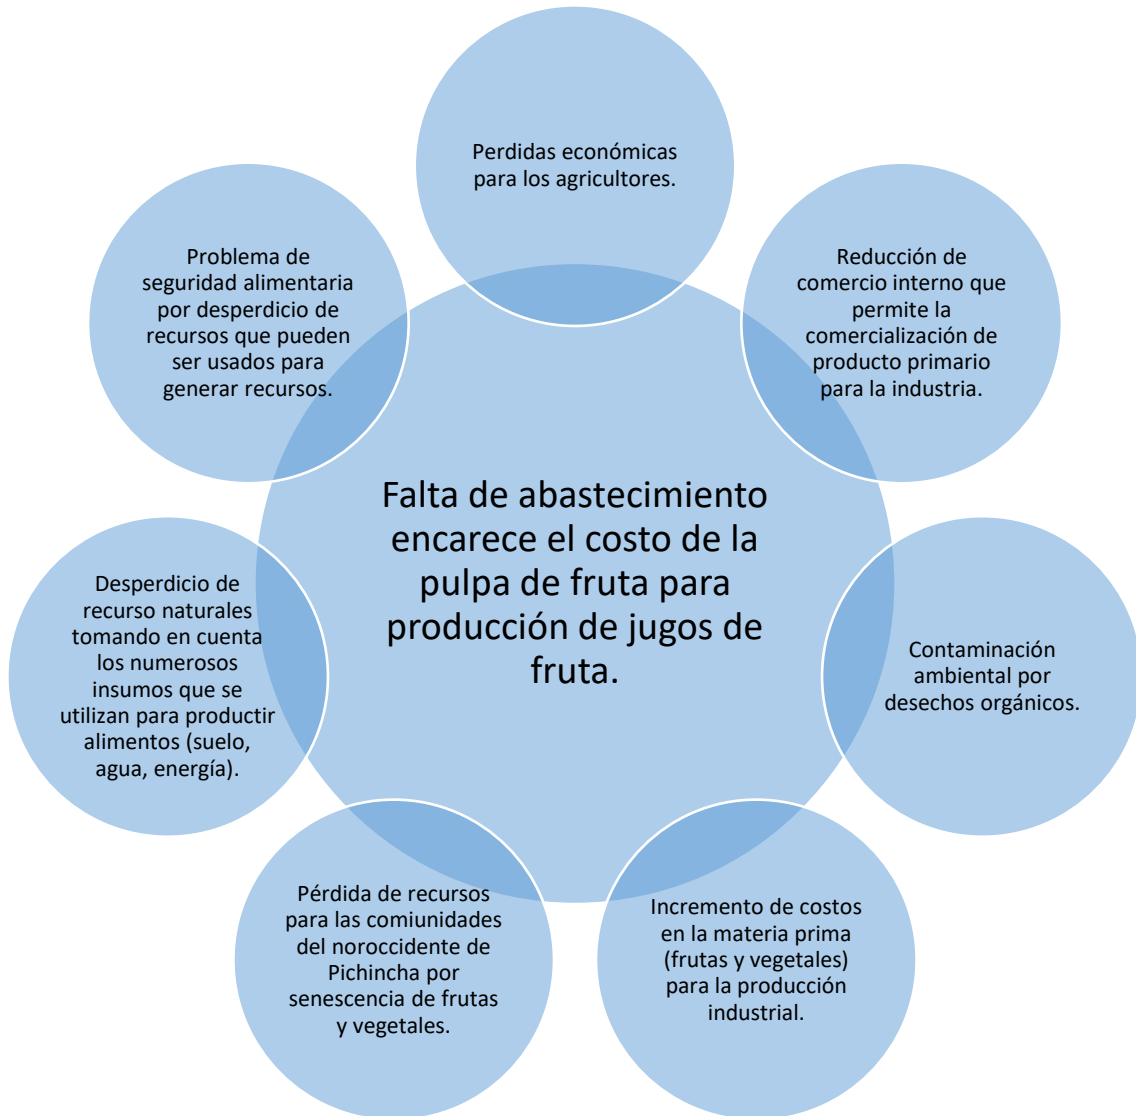 Perdidas económicas
para los agricultores.
Reducción de
comercio interno que
permite la
comercialización de
producto primario
para la industria.
Contaminación
ambiental por
desechos orgánicos.
Incremento de costos
en la materia prima
(frutas y vegetales)
para la producción
industrial.
Pérdida de recursos
para las comiunidades
del noroccidente de
Pichincha por
senescencia de frutas
y vegetales.
Desperdicio de
recurso naturales
tomando en cuenta
los numerosos
insumos que se
utilizan para productir
alimentos (suelo,
agua, energía).
Problema de
seguridad alimentaria
por desperdicio de
recursos que pueden
ser usados para
generar recursos.
Falta de abastecimiento
encarece el costo de la
pulpa de fruta para
producción de jugos de
fruta.